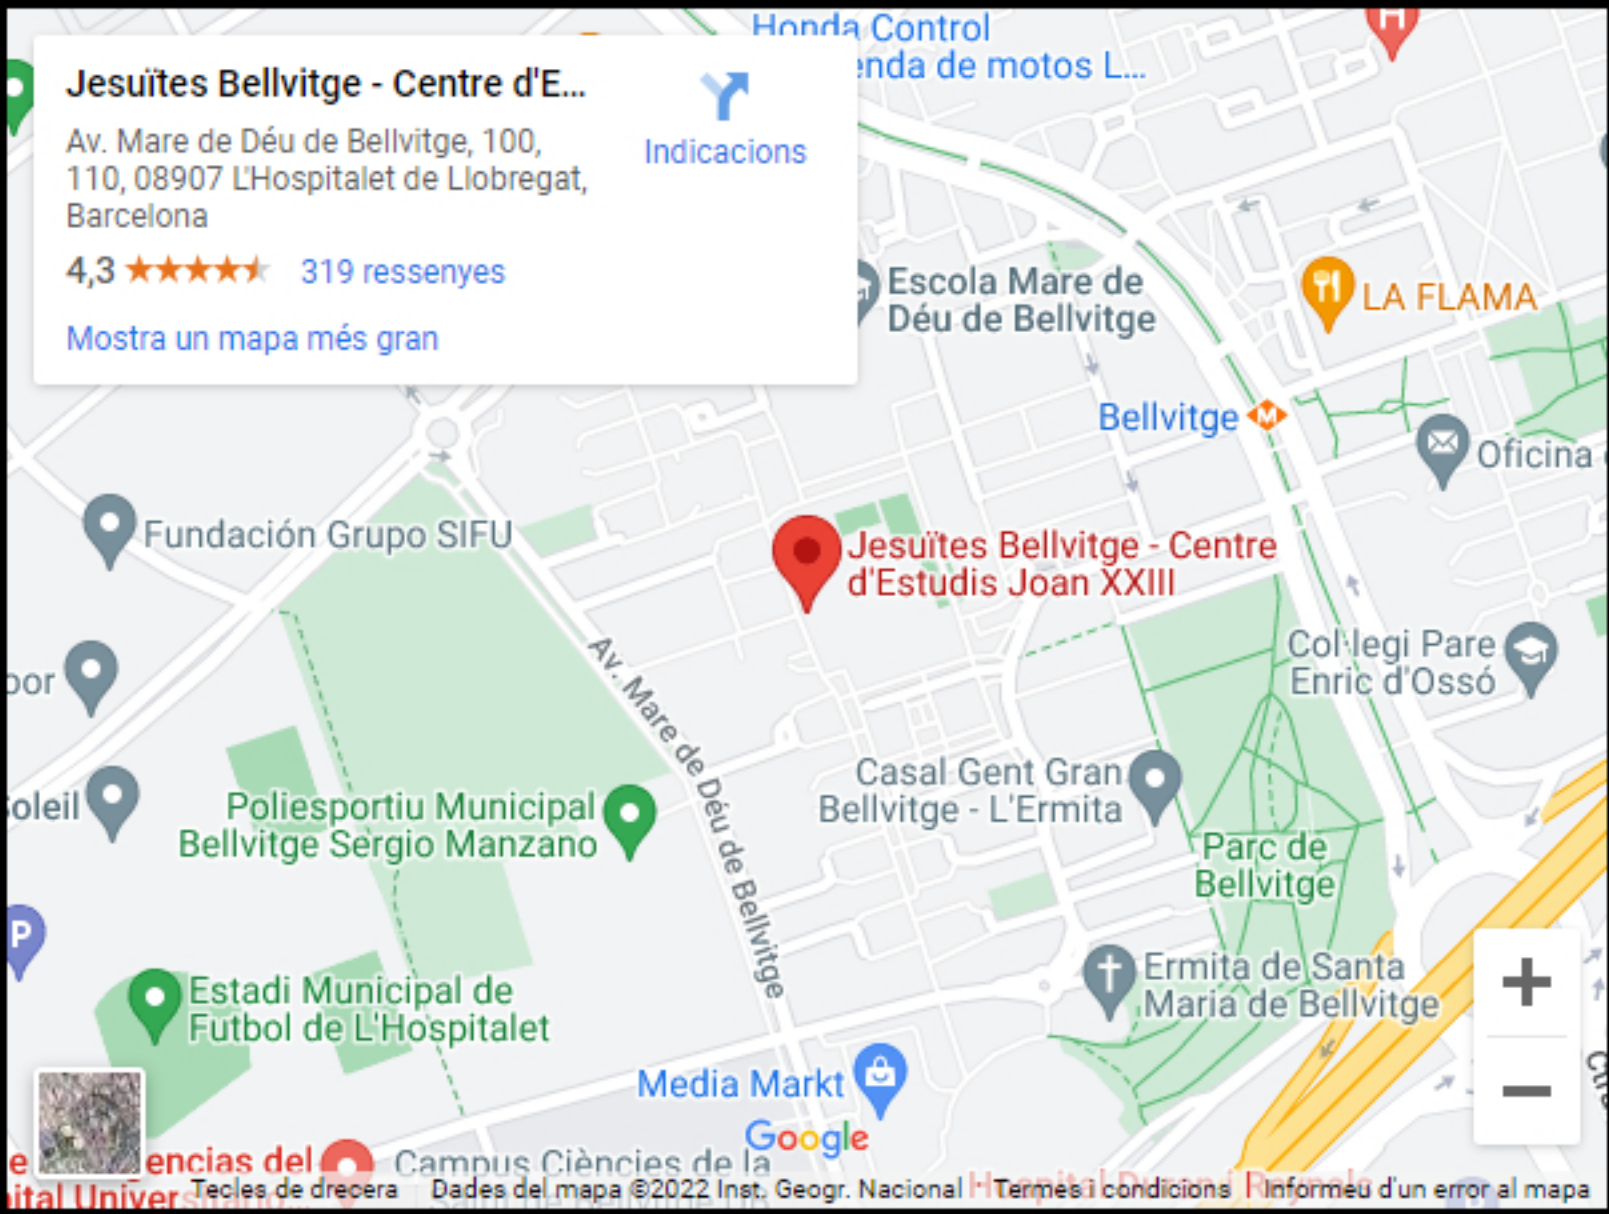 Honda Control
enda de motos L...
Jesuïtes Bellvitge - Centre d'E...
Av. Mare de Déu de Bellvitge, 100,
110, 08907 L'Hospitalet de Llobregat,
Barcelona
4,3
319 ressenyes
Mostra un mapa més gran
Indicacions
H
Escola Mare de
Déu de Bellvitge
LA FLAMA
Bellvitge
M
Oficina
Fundación Grupo SIFU
Jesuïtes Bellvitge - Centre
d'Estudis Joan XXIII
Av. Mare de Déu de Bellvitge
Col·legi Pare
Enric d'Ossó
oor
Soleil
Poliesportiu Municipal
Bellvitge Sergio Manzano
Casal Gent Gran
Bellvitge - L'Ermita
Parc de
Bellvitge
P
Estadi Municipal de
Futbol de L'Hospitalet
Ermita de Santa
Maria de Bellvitge
Media Markt
Google
encias del
Campus Ciències de la
Tecles de drecera
Dades del mapa ©2022 Inst. Geogr. Nacional
Termes i condicions
Informeu d'un error al mapa
+
−